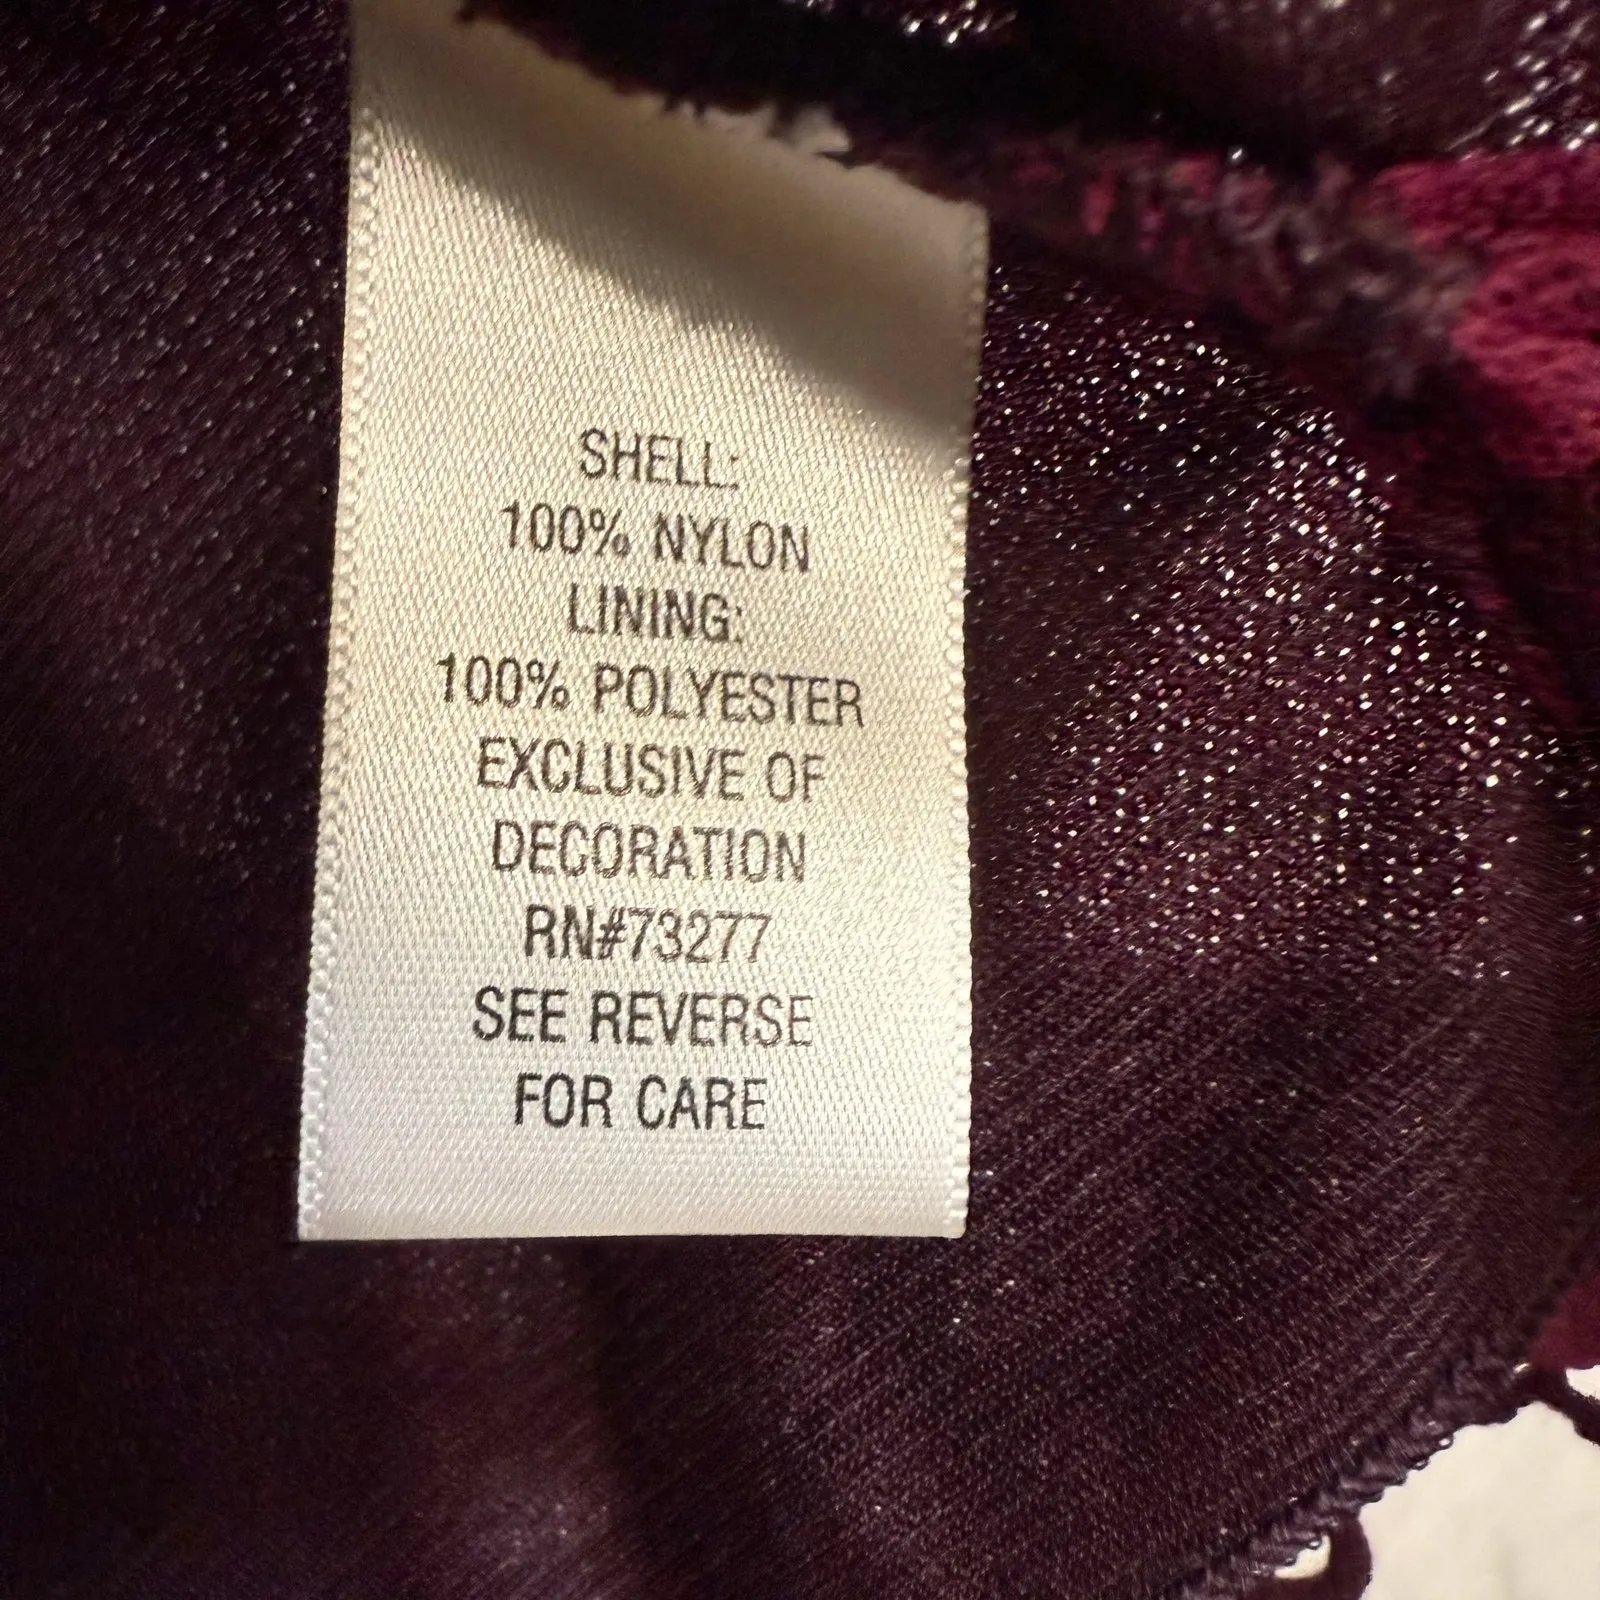 SHELL:
100% NYLON
LINING:
100% POLYESTER
EXCLUSIVE OF
DECORATION
RN#73277
SEE REVERSE
FOR CARE